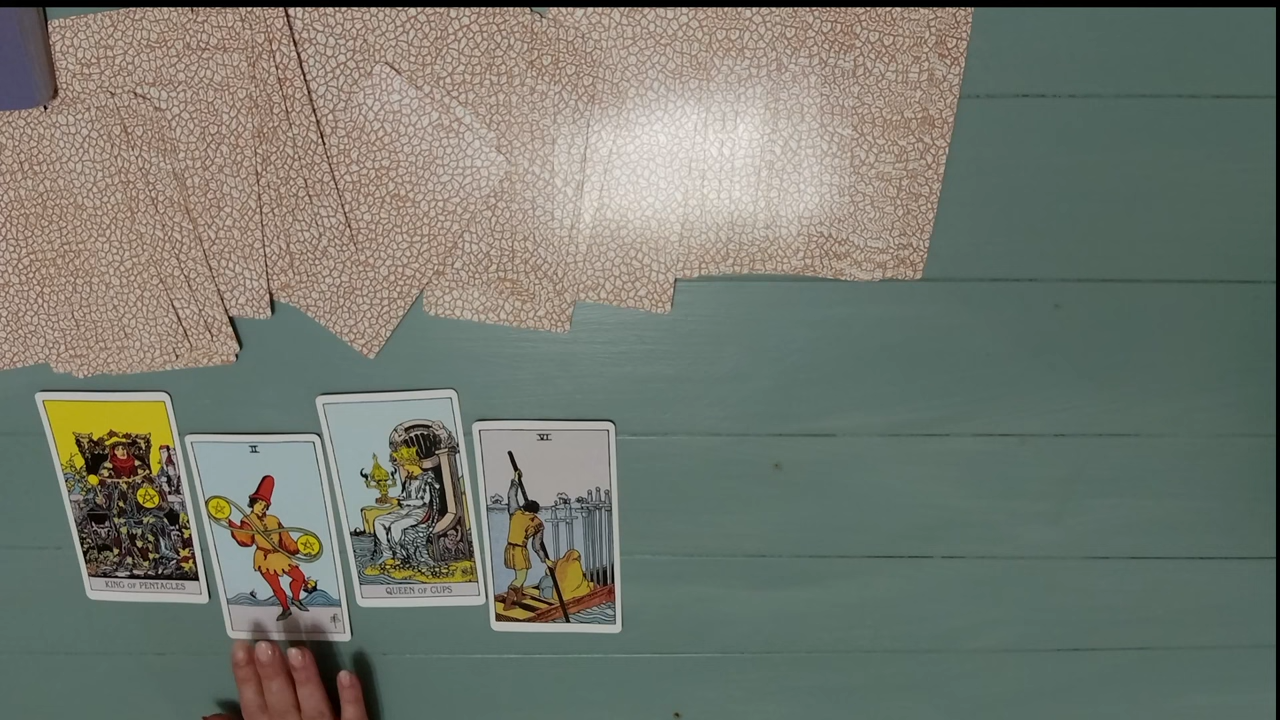 KING OF PENTACLES
II
QUEEN OF CUPS
VI